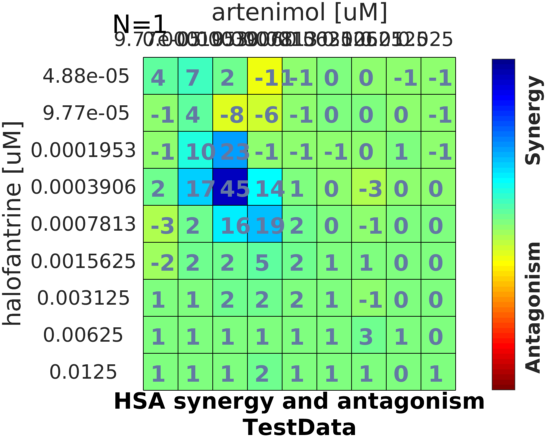 artenimol [uM]
N=1
4.88e-05 4 7 2 -11 -1 0 0 -1 -1
9.77e-05 -1 4 -8 -6 -1 0 0 0 0
0.0001953 -1 10 23 -1 -1 -1 0 1 -1
0.0003906 2 17 45 14 1 0 -3 0 0
0.0007813 -3 2 16 19 2 0 -1 0 0
0.0015625 -2 2 2 5 2 1 1 0 0
0.003125 1 1 2 2 2 1 -1 0 0
0.00625 1 1 1 1 1 1 3 1 0
0.0125 1 1 1 2 1 1 1 0 1
halofantrine [uM]
Synergy
Antagonism
HSA synergy and antagonism
TestData